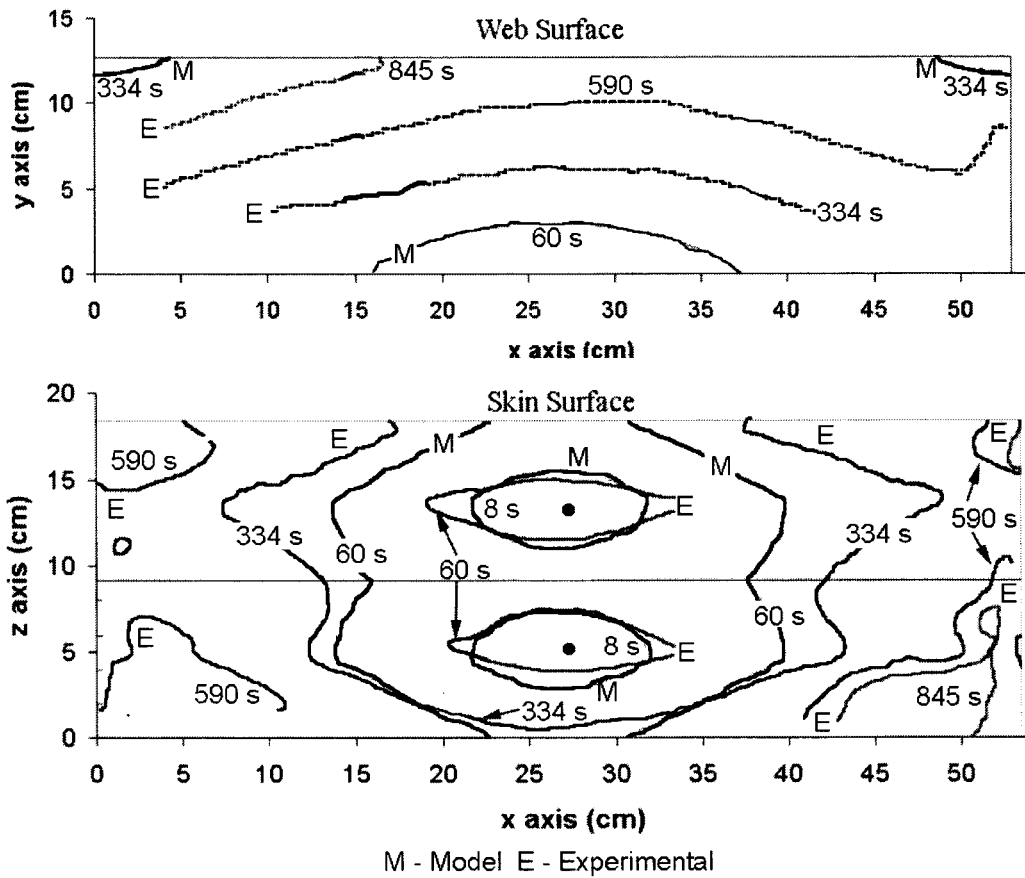 Web Surface
15
10
5
0
y axis (cm)
334 s
M
845 s
590 s
M
334 s
E
E
E
334 s
M
60 s
0 5 10 15 20 25 30 35 40 45 50
x axis (cm)
Skin Surface
20
15
10
5
0
z axis (cm)
590 s
E
E
M
M
M
E
E
8 s
E
334 s
60 s
60 s
590 s
E
E
8 s
E
60 s
M
590 s
334 s
E
845 s
0 5 10 15 20 25 30 35 40 45 50
x axis (cm)
M - Model E - Experimental